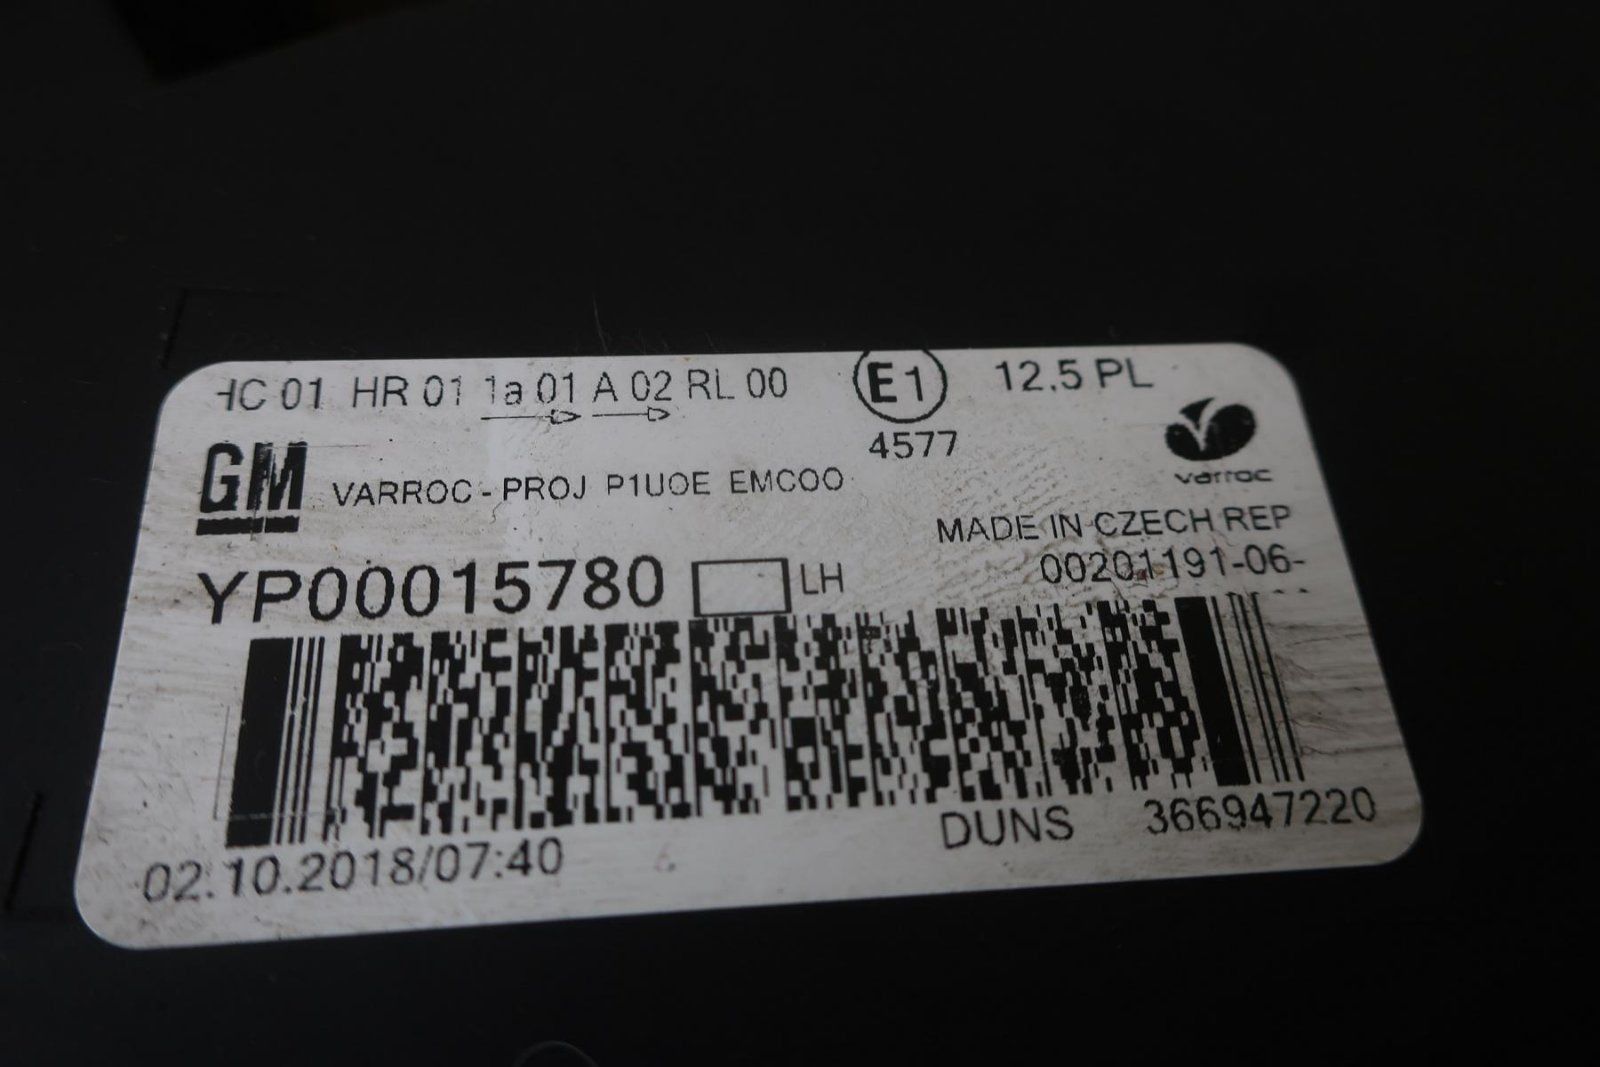 HC 01 HR 01 1a 01 A 02 RL 00 E1 12,5 PL
4577
GM VARROC - PROJ P1UOE EMCOO
varroc
MADE IN CZECH REP
00201191-06-
YP00015780 LH
DUNS 366947220
02.10.2018/07:40